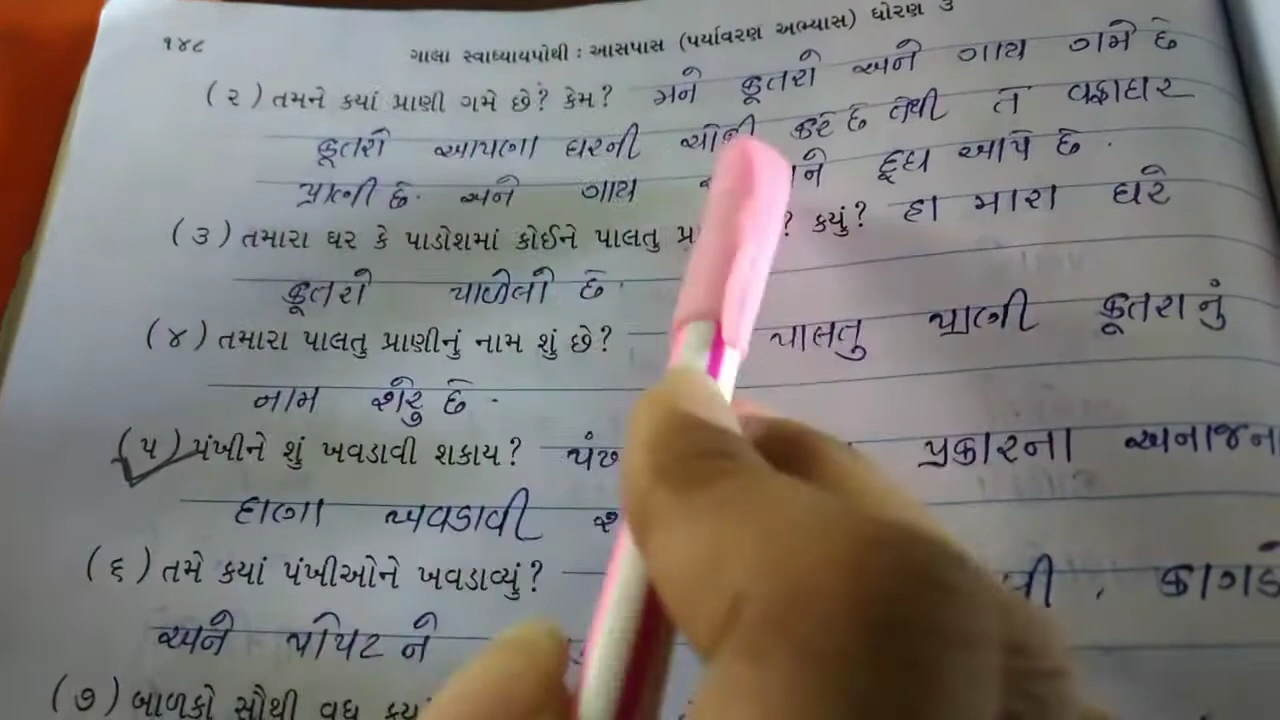 ૧૪૮ ગાલા સ્વાધ્યાયપોથી : આસપાસ (પર્યાવરણ અભ્યાસ) ધોરણ ૩
(૨) તમને કયાં પ્રાણી ગમે છે? કેમ? મને કૂતરો અને ગાય ગમે છે
કૂતરો આપણા ઘરની ચોકી કરે છે તેથી તે વફાદાર
પ્રાણી છે. અને ગાય દૂધ આપે છે.
(૩) તમારા ઘર કે પાડોશમાં કોઈને પાલતુ ? કયું? હા મારા ઘરે
કૂતરો પાળેલો છે.
(૪) તમારા પાલતુ પ્રાણીનું નામ શું છે? પાલતુ પ્રાણી કૂતરાનું
નામ શેરુ છે.
(૫) પંખીને શું ખવડાવી શકાય? પ્રકારના અનાજના
દાણા ખવડાવી
(૬) તમે કયાં પંખીઓને ખવડાવ્યું?
અને પોપટ ને
(૭) બાળકો સૌથી વધુ